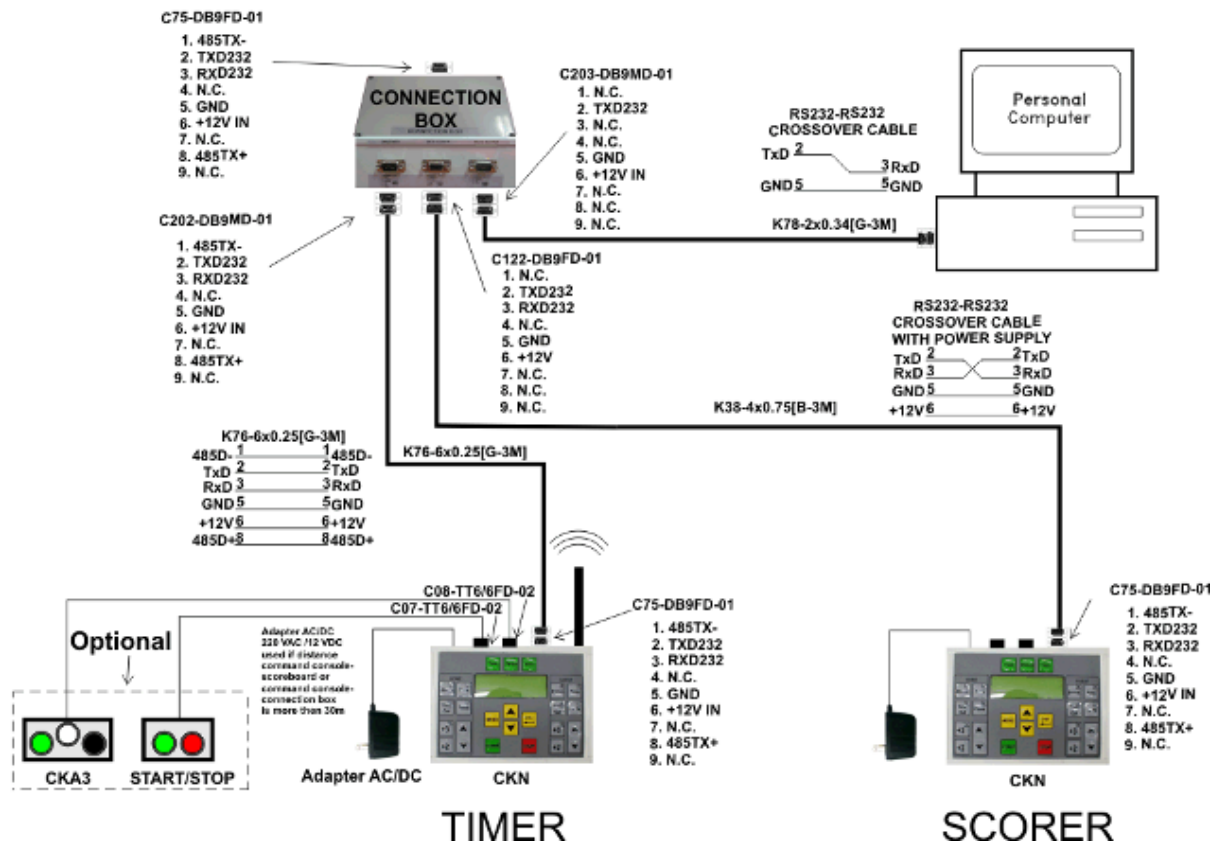 C75-DB9FD-01
1. 485TX-
2. TXD232
3. RXD232
4. N.C.
5. GND
6. +12V IN
7. N.C.
8. 485TX+
9. N.C.
CONNECTION
BOX
C203-DB9MD-01
1. N.C.
2. TXD232
3. N.C.
4. N.C.
5. GND
6. +12V IN
7. N.C.
8. N.C.
9. N.C.
RS232-RS232
CROSSOVER CABLE
TxD 2
3 RxD
GND 5 5 GND
Personal
Computer
K78-2x0.34[G-3M]
C202-DB9MD-01
1. 485TX-
2. TXD232
3. RXD232
4. N.C.
5. GND
6. +12V IN
7. N.C.
8. 485TX+
9. N.C.
C122-DB9FD-01
1. N.C.
2. TXD232
3. RXD232
4. N.C.
5. GND
6. +12V
7. N.C.
8. N.C.
9. N.C.
RS232-RS232
CROSSOVER CABLE
WITH POWER SUPPLY
TxD 2 2 TxD
RxD 3 3 RxD
GND 5 5 GND
+12V 6 6 +12V
K38-4x0.75[B-3M]
K76-6x0.25[G-3M]
485D- 1 1 485D-
TxD 2 2 TxD
RxD 3 3 RxD
GND 5 5 GND
+12V 6 6 +12V
485D+ 8 8 485D+
K76-6x0.25[G-3M]
C08-TT6/6FD-02
C07-TT6/6FD-02
Optional
Adapter AC/DC
220 VAC /12 VDC
used if distance
command console-
scoreboard or
command console-
connection box
is more than 30m
C75-DB9FD-01
1. 485TX-
2. TXD232
3. RXD232
4. N.C.
5. GND
6. +12V IN
7. N.C.
8. 485TX+
9. N.C.
C75-DB9FD-01
1. 485TX-
2. TXD232
3. RXD232
4. N.C.
5. GND
6. +12V IN
7. N.C.
8. 485TX+
9. N.C.
CKA3
START/STOP
Adapter AC/DC
CKN
CKN
TIMER
SCORER